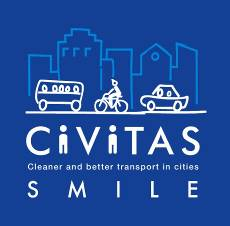 CiViTAS
Cleaner and better transport in cities
SMILE